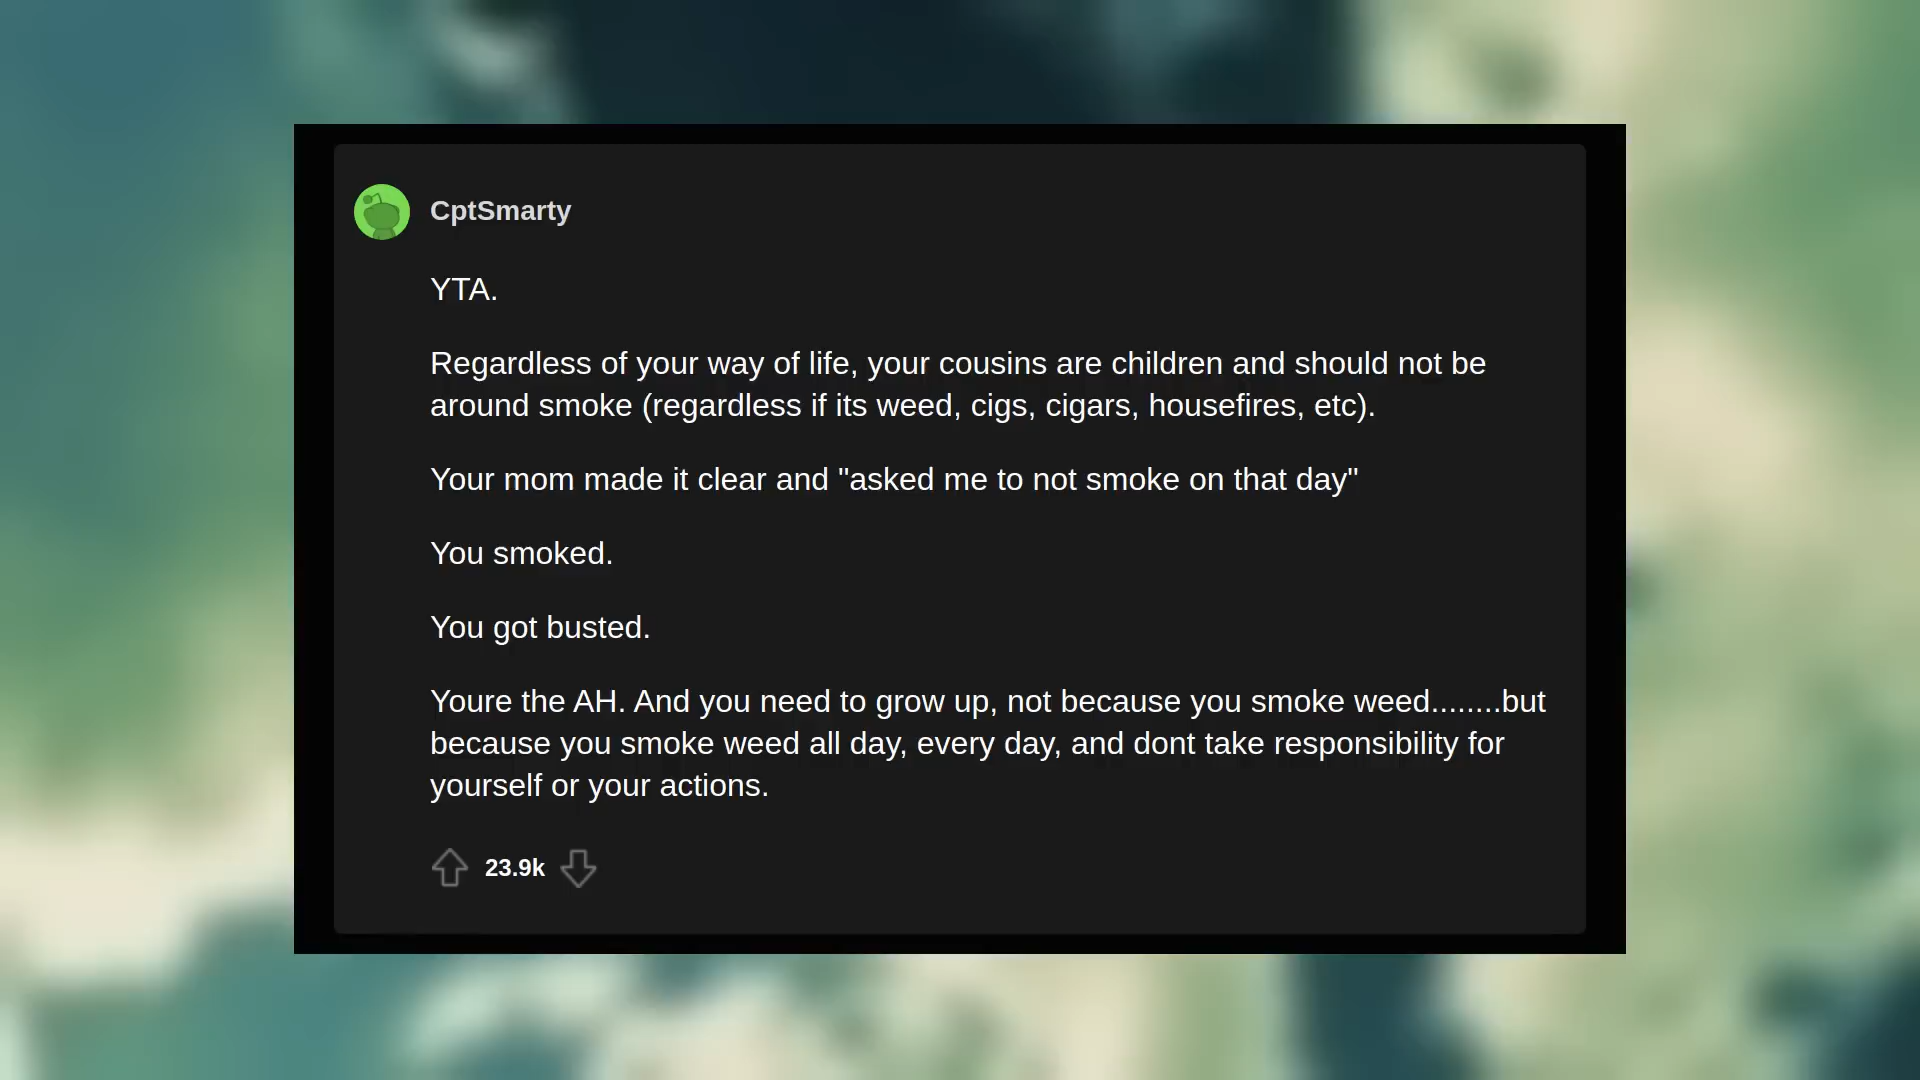 CptSmarty
YTA.
Regardless of your way of life, your cousins are children and should not be
around smoke (regardless if its weed, cigs, cigars, housefires, etc).
Your mom made it clear and "asked me to not smoke on that day"
You smoked.
You got busted.
Youre the AH. And you need to grow up, not because you smoke weed........but
because you smoke weed all day, every day, and dont take responsibility for
yourself or your actions.
23.9k